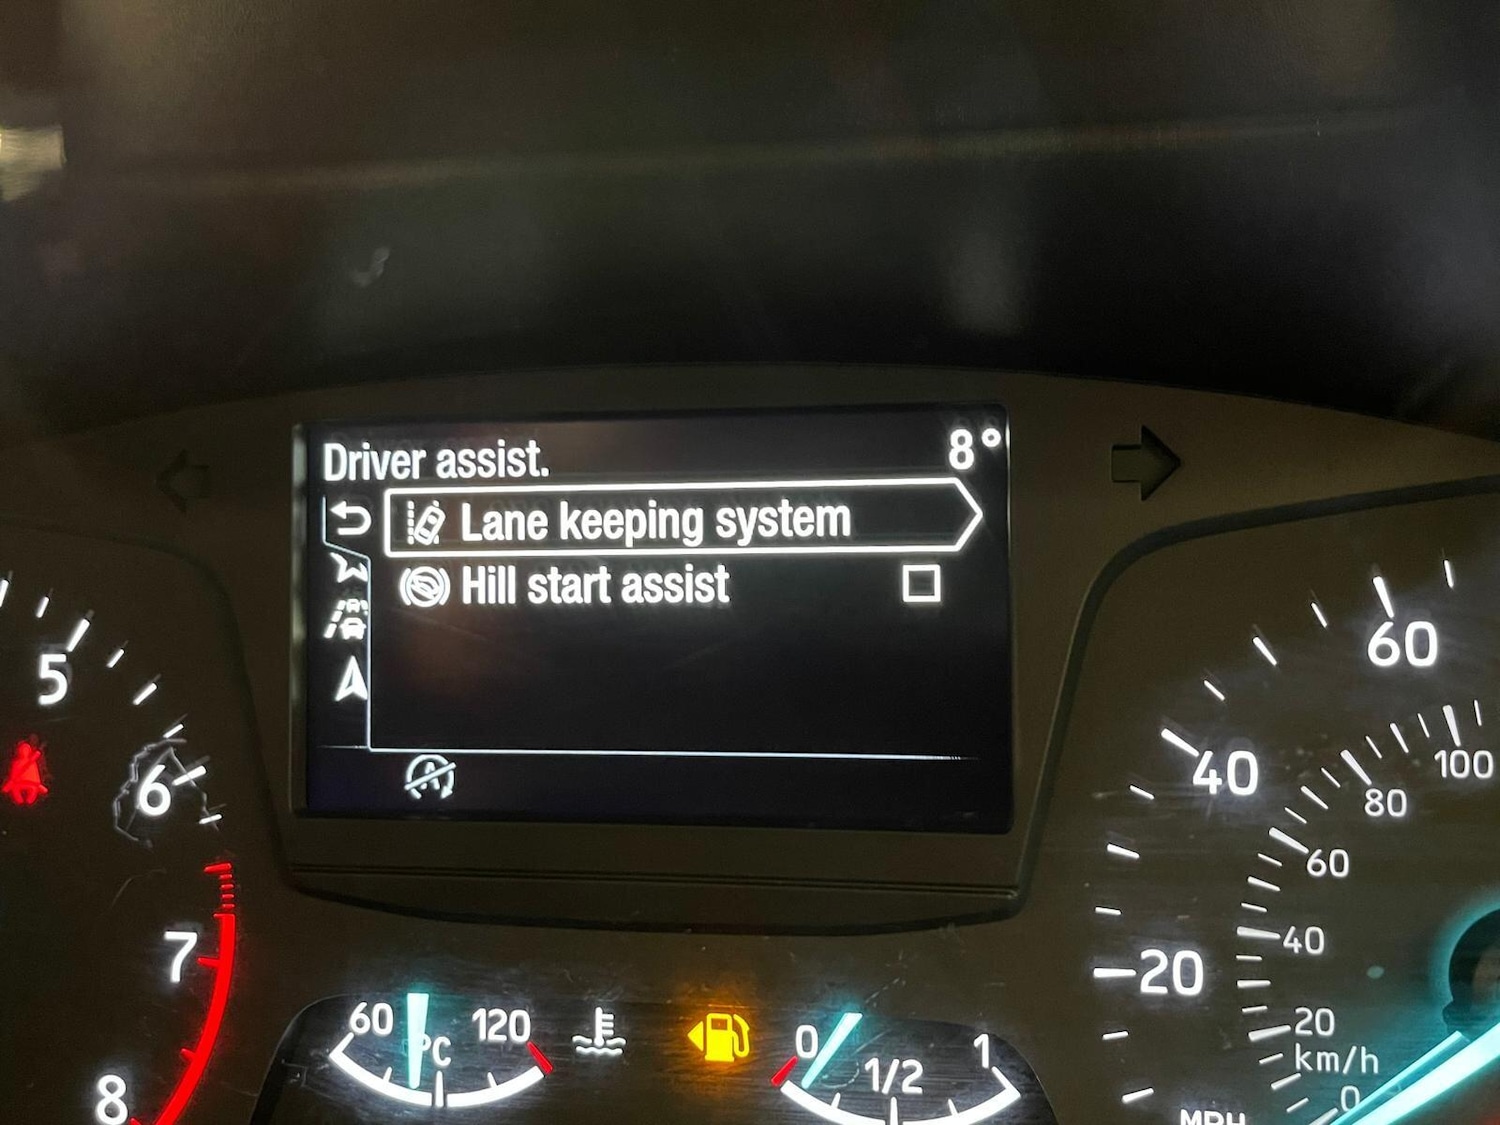 Driver assist. 8°
Lane keeping system
Hill start assist
A
5
6
7
8
60 120
°C
0 1/2 1
60
40
20
MPH
100
80
60
40
20
km/h
0